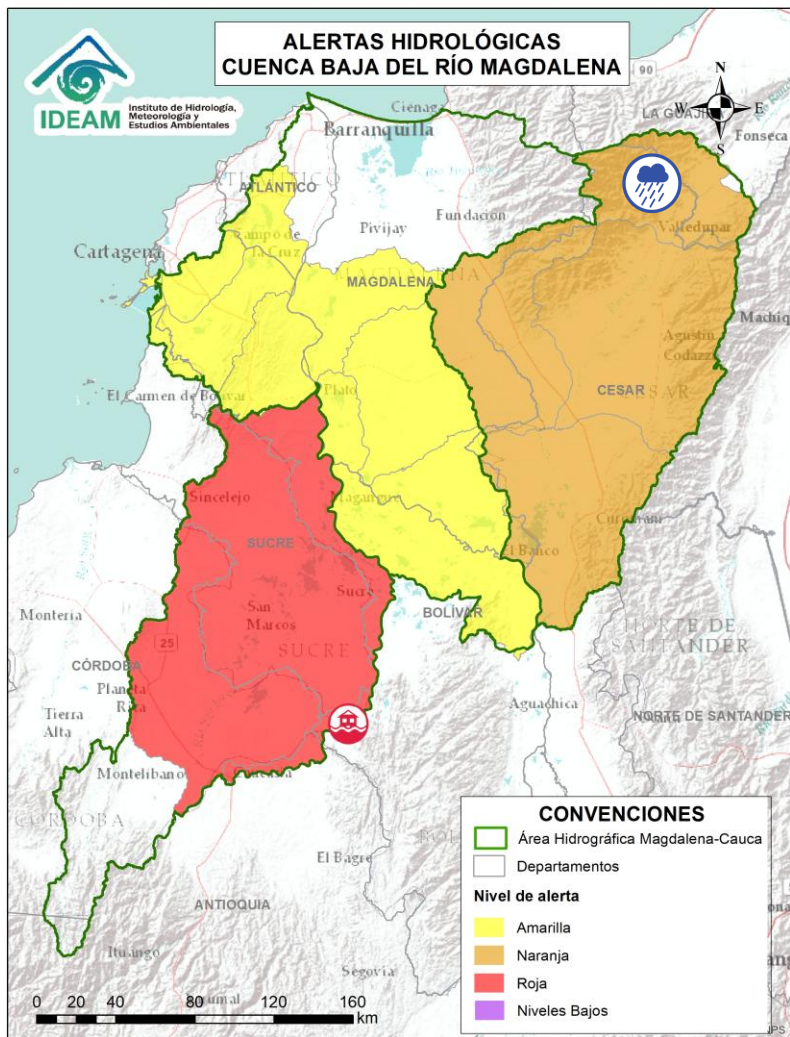 ALERTAS HIDROLÓGICAS
CUENCA BAJA DEL RÍO MAGDALENA
IDEAM
Instituto de Hidrología,
Meteorología y
Estudios Ambientales
N
W
E
S
90
LA GUAJIRA
Fonseca
Ciénaga
Barranquilla
ATLÁNTICO
Pivijay
Fundación
Valledupar
Cartagena
Campo de
la Cruz
MAGDALENA
Machiq
Agustín
Codazzi
CESAR
CESAR
El Carmen de Bolívar
Plato
Sincelejo
Magangué
Curumaní
SUCRE
El Banco
Sucre
BOLÍVAR
Montería
San
Marcos
SUCRE
NORTE DE
SANTANDER
25
CÓRDOBA
Planeta
Rica
Aguachica
Tierra
Alta
NORTE DE SANTANDER
Montelíbano
CÓRDOBA
El Bagre
ANTIOQUIA
Ituango
Segovia
CONVENCIONES
Área Hidrográfica Magdalena-Cauca
Departamentos
Nivel de alerta
Amarilla
Naranja
Roja
Niveles Bajos
0 20 40 80 120 160
km